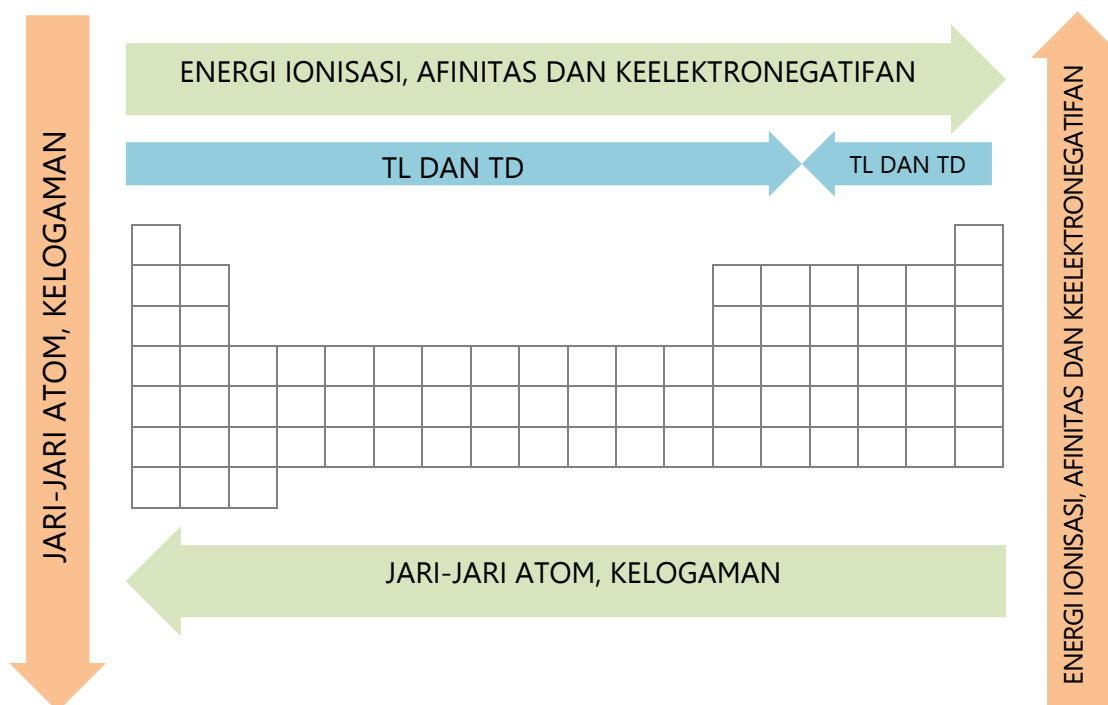 ENERGI IONISASI, AFINITAS DAN KEELEKTRONEGATIFAN
TL DAN TD
TL DAN TD
JARI-JARI ATOM, KELOGAMAN
ENERGI IONISASI, AFINITAS DAN KEELEKTRONEGATIFAN
JARI-JARI ATOM, KELOGAMAN